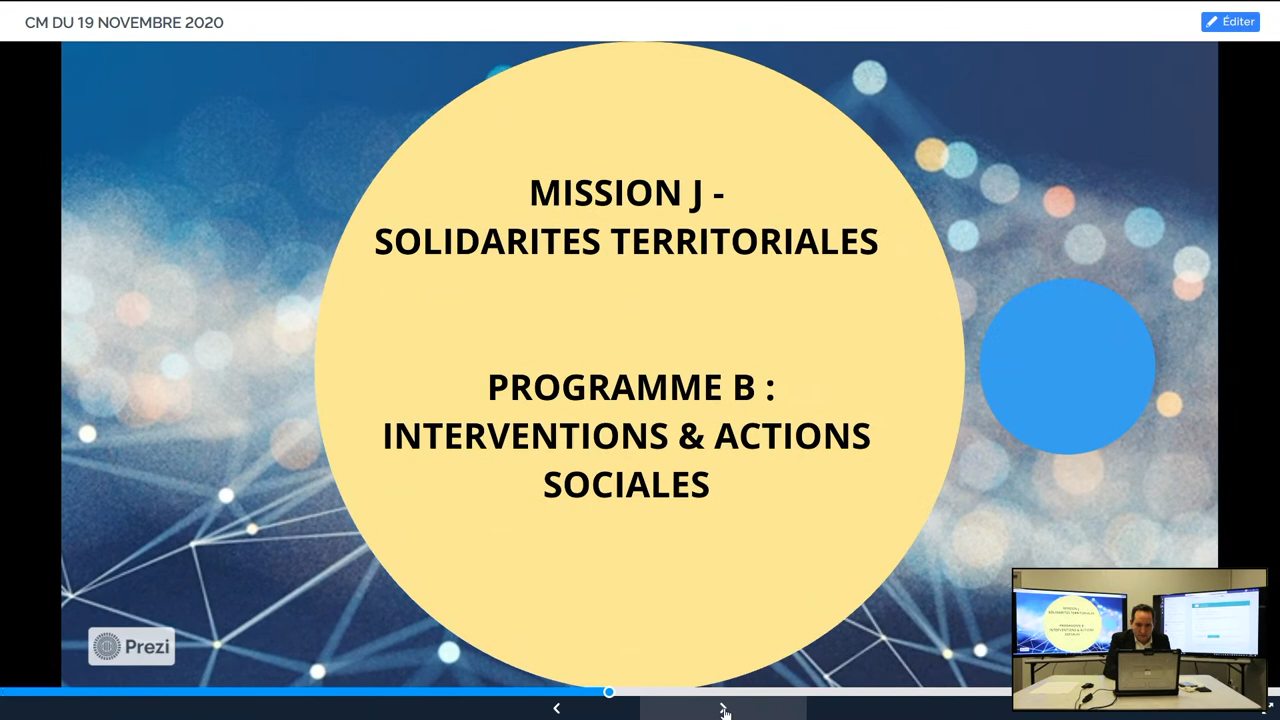 CM DU 19 NOVEMBRE 2020
Éditer
MISSION J -
SOLIDARITES TERRITORIALES
PROGRAMME B :
INTERVENTIONS & ACTIONS
SOCIALES
Prezi